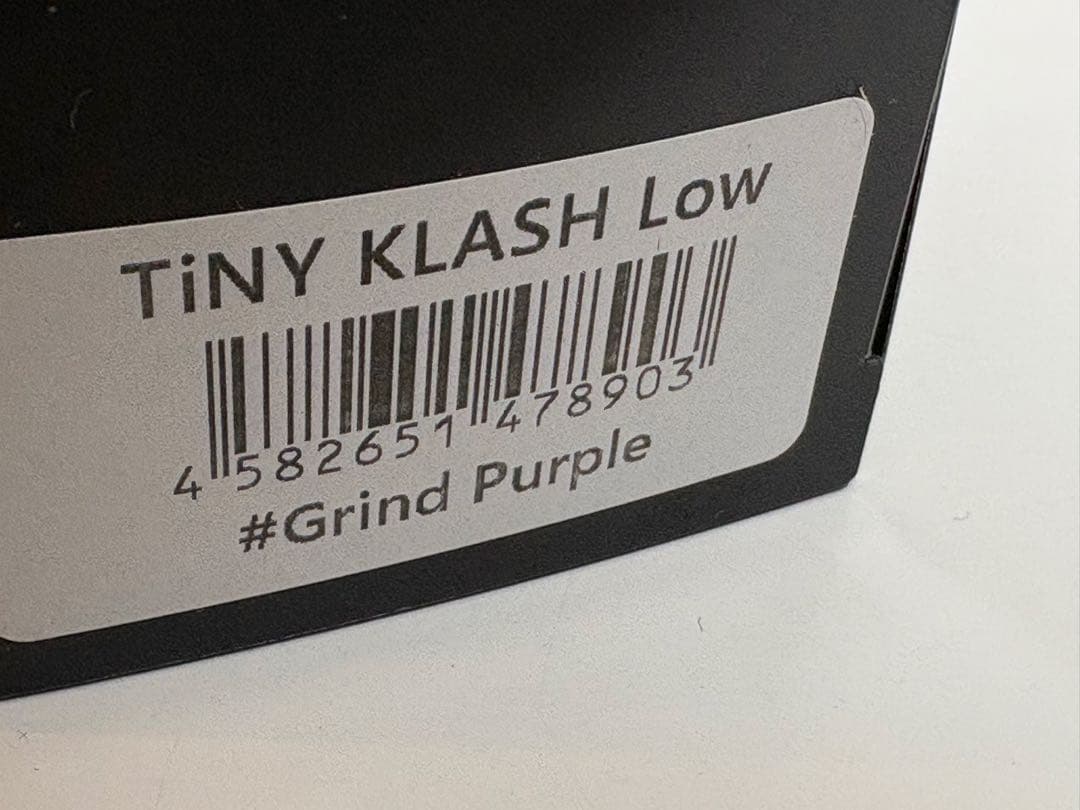 TiNY KLASH Low
4 582651 478903
#Grind Purple